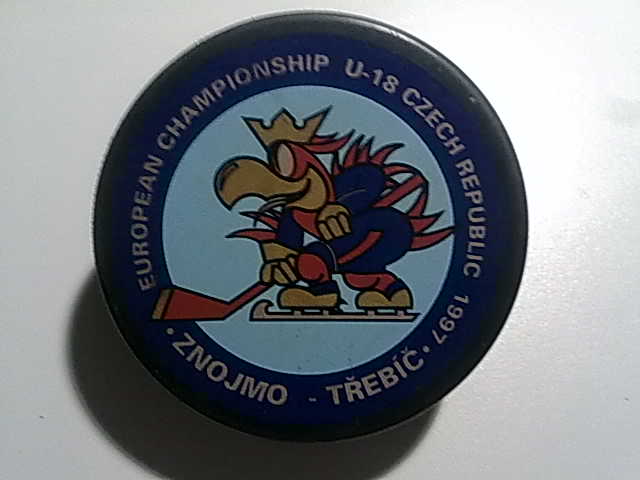 EUROPEAN CHAMPIONSHIP U-18 CZECH REPUBLIC 1997
• ZNOJMO - TŘEBÍČ •